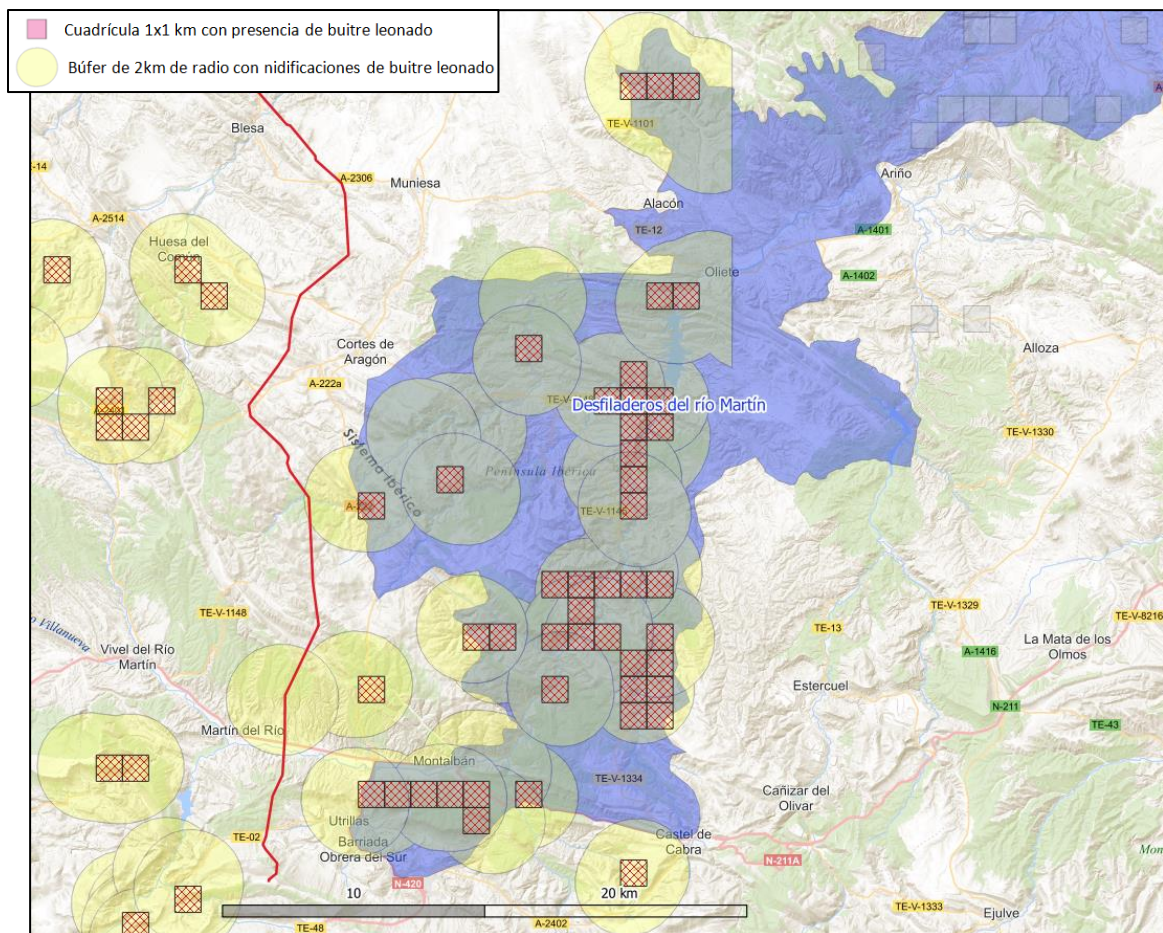 Cuadrícula 1x1 km con presencia de buitre leonado
Búfer de 2km de radio con nidificaciones de buitre leonado
Blesa
TE-V-1101
-14
A-2306
Muniesa
Ariño
Alacón
A-2514
TE-12
A-1401
Huesa del
Común
Oliete
A-1402
Cortes de
Aragón
Alloza
A-222a
Desfiladeros del río Martín
TE-V-1330
Sistema Ibérico
Península Ibérica
TE-V-1148
TE-V-1329
TE-V-8216
Villanueva
TE-13
La Mata de los
Olmos
Vivel del Río
Martín
A-1416
Estercuel
N-211
Martín del Río
TE-43
Montalbán
TE-V-1334
Cañizar del
Olivar
Utrillas
TE-02
Barriada
Obrera del Sur
Castel de
Cabra
N-211A
N-420
10
20 km
TE-V-1333
Ejulve
A-2402
TE-48